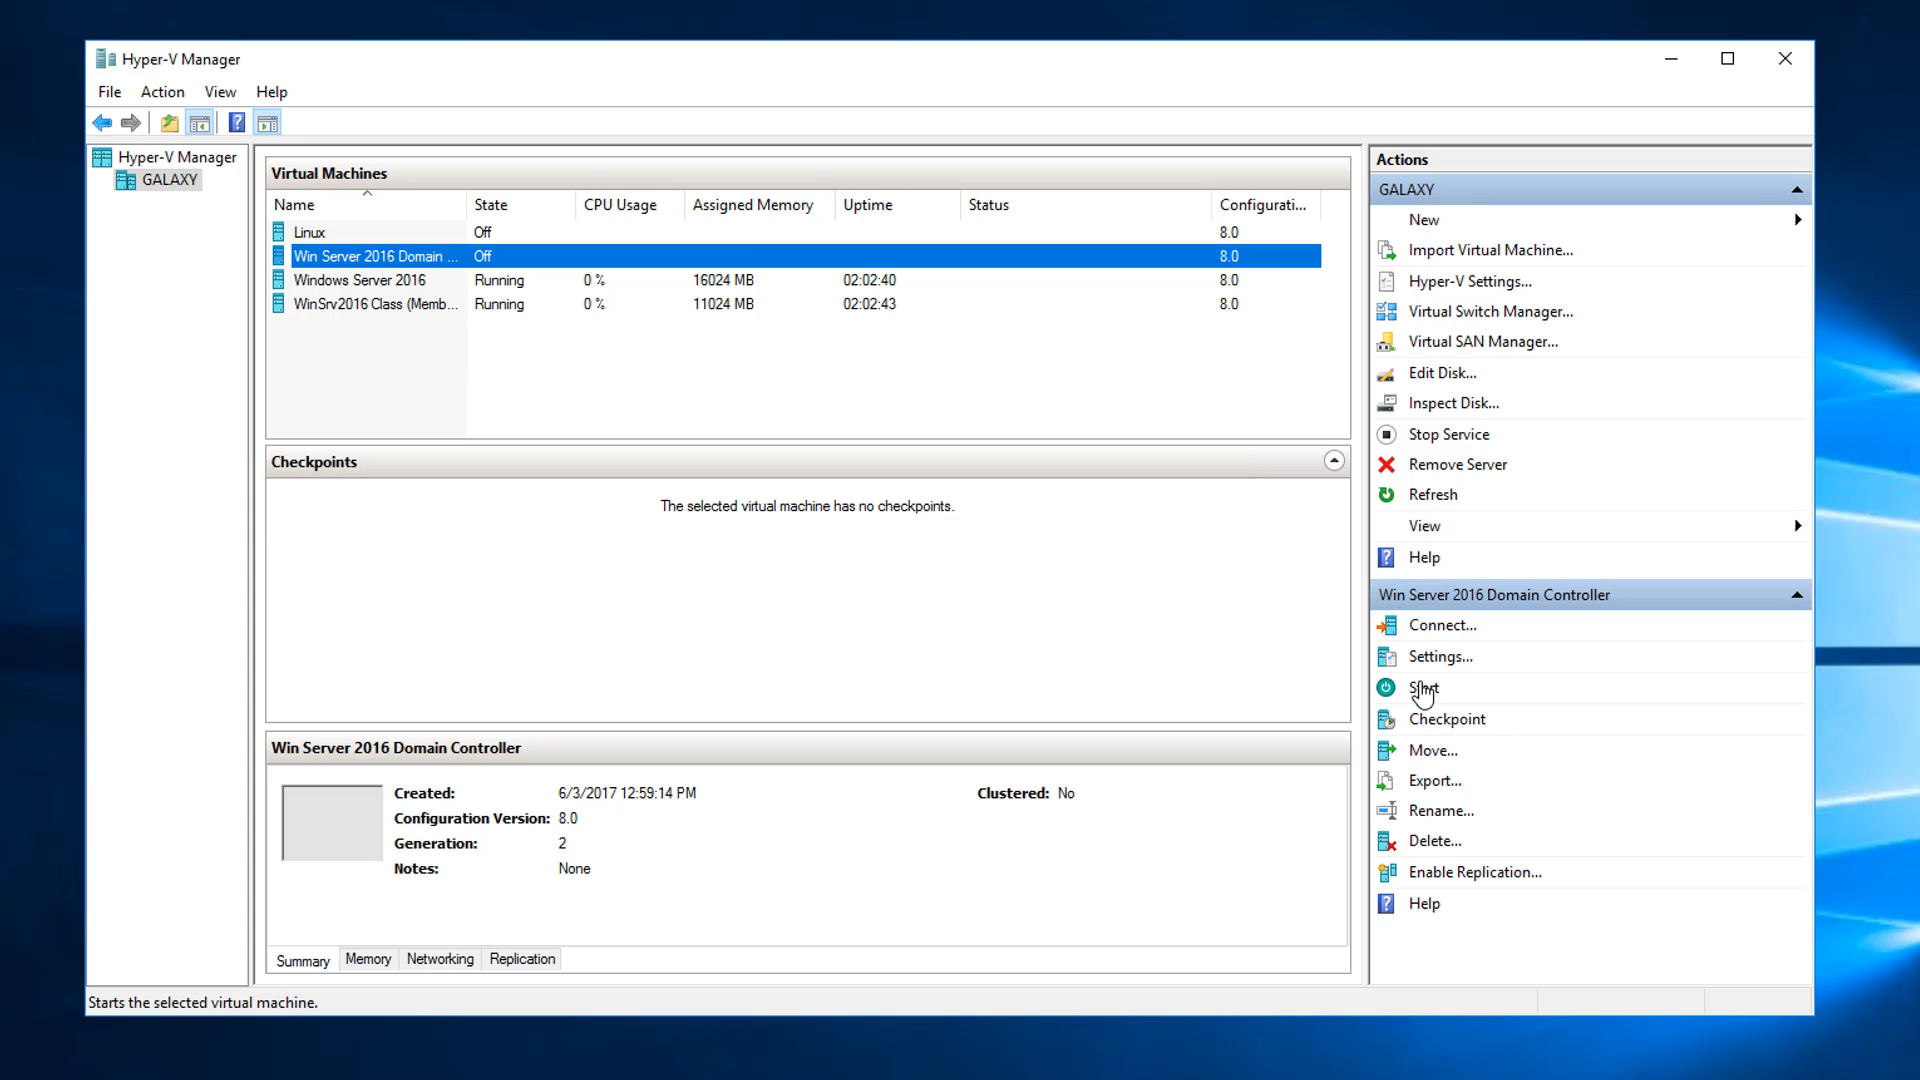 Hyper-V Manager
File Action View Help
Hyper-V Manager
GALAXY
Virtual Machines
Name State CPU Usage Assigned Memory Uptime Status Configurati...
Linux Off 8.0
Win Server 2016 Domain ... Off 8.0
Windows Server 2016 Running 0 % 16024 MB 02:02:40 8.0
WinSrv2016 Class (Memb... Running 0 % 11024 MB 02:02:43 8.0
Checkpoints
The selected virtual machine has no checkpoints.
Win Server 2016 Domain Controller
Created: 6/3/2017 12:59:14 PM Clustered: No
Configuration Version: 8.0
Generation: 2
Notes: None
Summary Memory Networking Replication
Actions
GALAXY
New
Import Virtual Machine...
Hyper-V Settings...
Virtual Switch Manager...
Virtual SAN Manager...
Edit Disk...
Inspect Disk...
Stop Service
Remove Server
Refresh
View
Help
Win Server 2016 Domain Controller
Connect...
Settings...
Start
Checkpoint
Move...
Export...
Rename...
Delete...
Enable Replication...
Help
Starts the selected virtual machine.